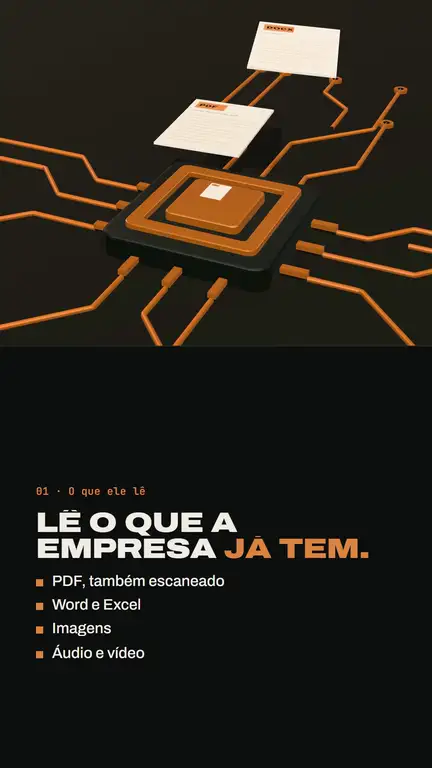 DOCX
PDF
01 · O que ele lê
LÊ O QUE A
EMPRESA JÁ TEM.
PDF, também escaneado
Word e Excel
Imagens
Áudio e vídeo